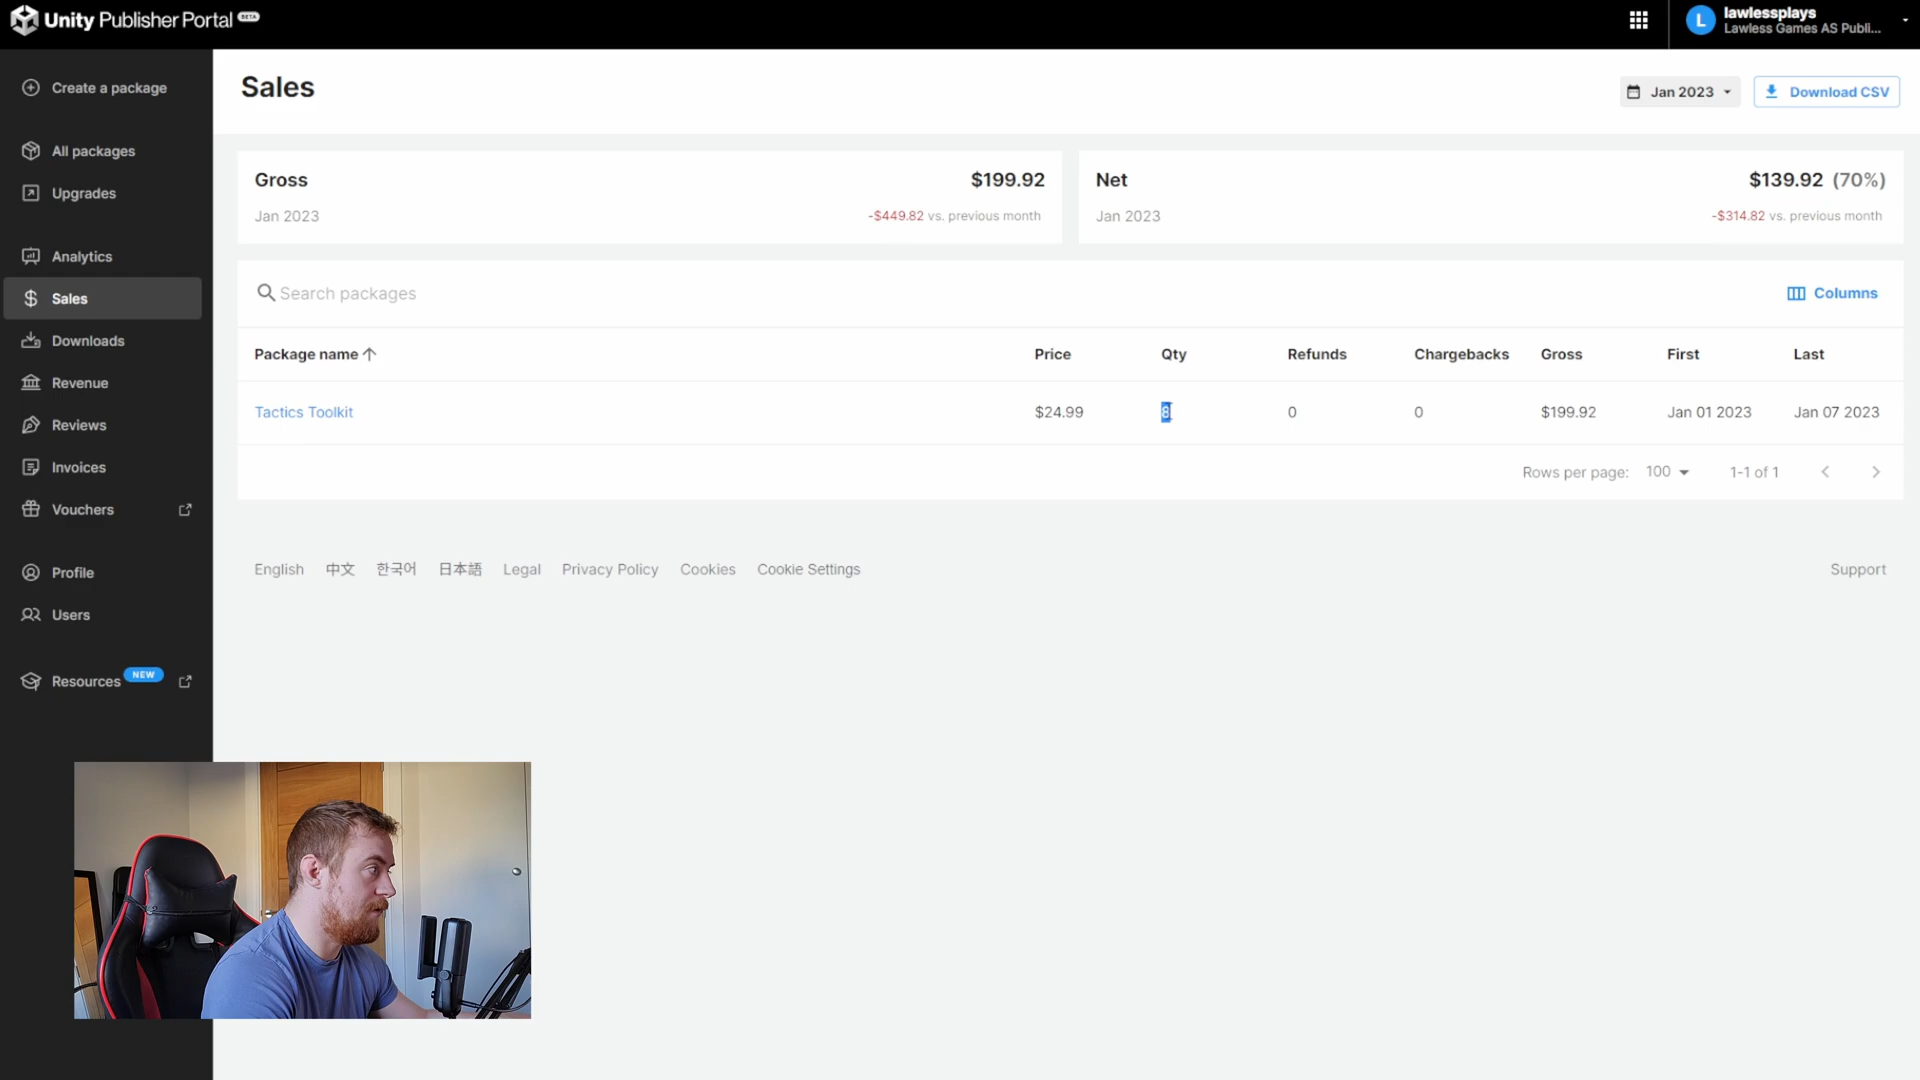 Unity Publisher Portal BETA
lawlessplays
Lawless Games AS Publi...
L
Create a package
All packages
Upgrades
Analytics
Sales
Downloads
Revenue
Reviews
Invoices
Vouchers
Profile
Users
Resources NEW
Sales
Jan 2023
Download CSV
Gross
$199.92
Jan 2023
-$449.82 vs. previous month
Net
$139.92 (70%)
Jan 2023
-$314.82 vs. previous month
Search packages
Columns
Package name Price Qty Refunds Chargebacks Gross First Last
Tactics Toolkit $24.99 8 0 0 $199.92 Jan 01 2023 Jan 07 2023
Rows per page: 100 1-1 of 1
English 中文 한국어 日本語 Legal Privacy Policy Cookies Cookie Settings Support